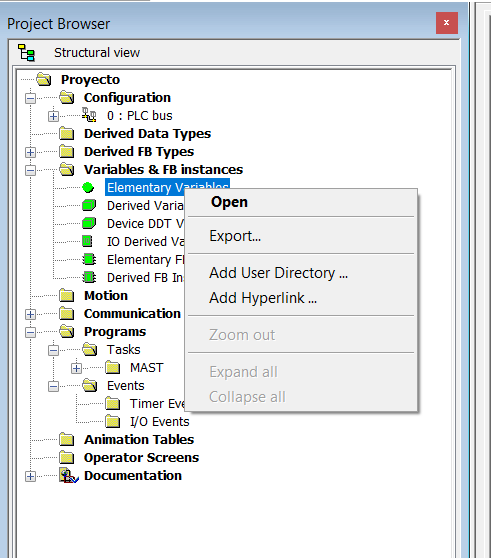 Project Browser
Structural view
Proyecto
Configuration
0 : PLC bus
Derived Data Types
Derived FB Types
Variables & FB instances
Elementary Variables
Derived Varia
Device DDT V
IO Derived Va
Elementary F
Derived FB Ins
Motion
Communication
Programs
Tasks
MAST
Events
Timer Eve
I/O Events
Animation Tables
Operator Screens
Documentation
Open
Export...
Add User Directory ...
Add Hyperlink ...
Zoom out
Expand all
Collapse all